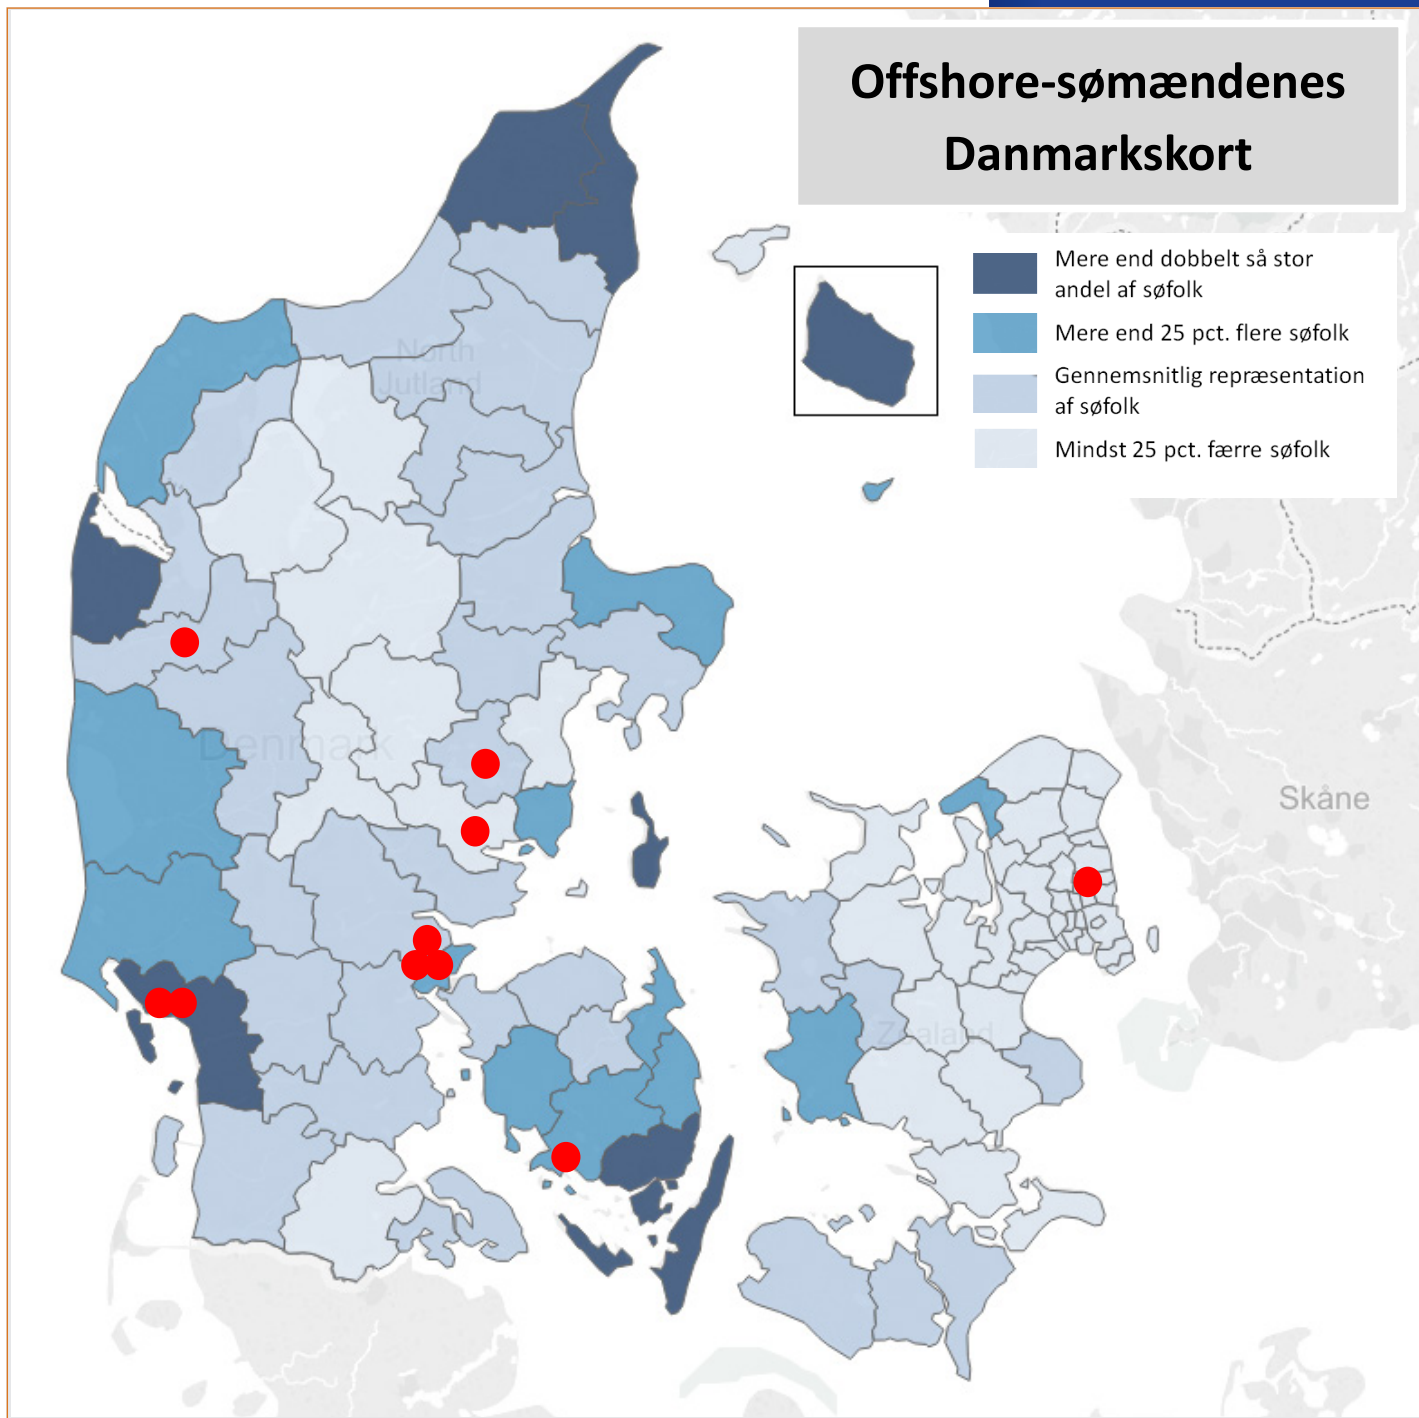 Offshore-sømændenes
Danmarkskort
Mere end dobbelt så stor
andel af søfolk
Mere end 25 pct. flere søfolk
Gennemsnitlig repræsentation
af søfolk
Mindst 25 pct. færre søfolk
North
Jutland
Denmark
Skåne
Zealand